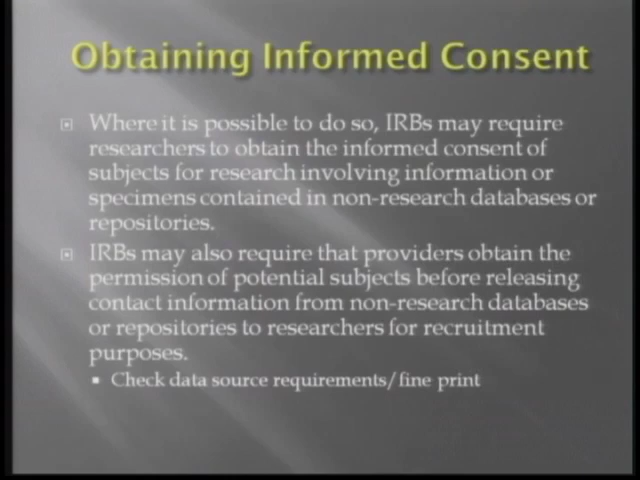 Obtaining Informed Consent
Where it is possible to do so, IRBs may require
researchers to obtain the informed consent of
subjects for research involving information or
specimens contained in non-research databases or
repositories.
IRBs may also require that providers obtain the
permission of potential subjects before releasing
contact information from non-research databases
or repositories to researchers for recruitment
purposes.
Check data source requirements/fine print